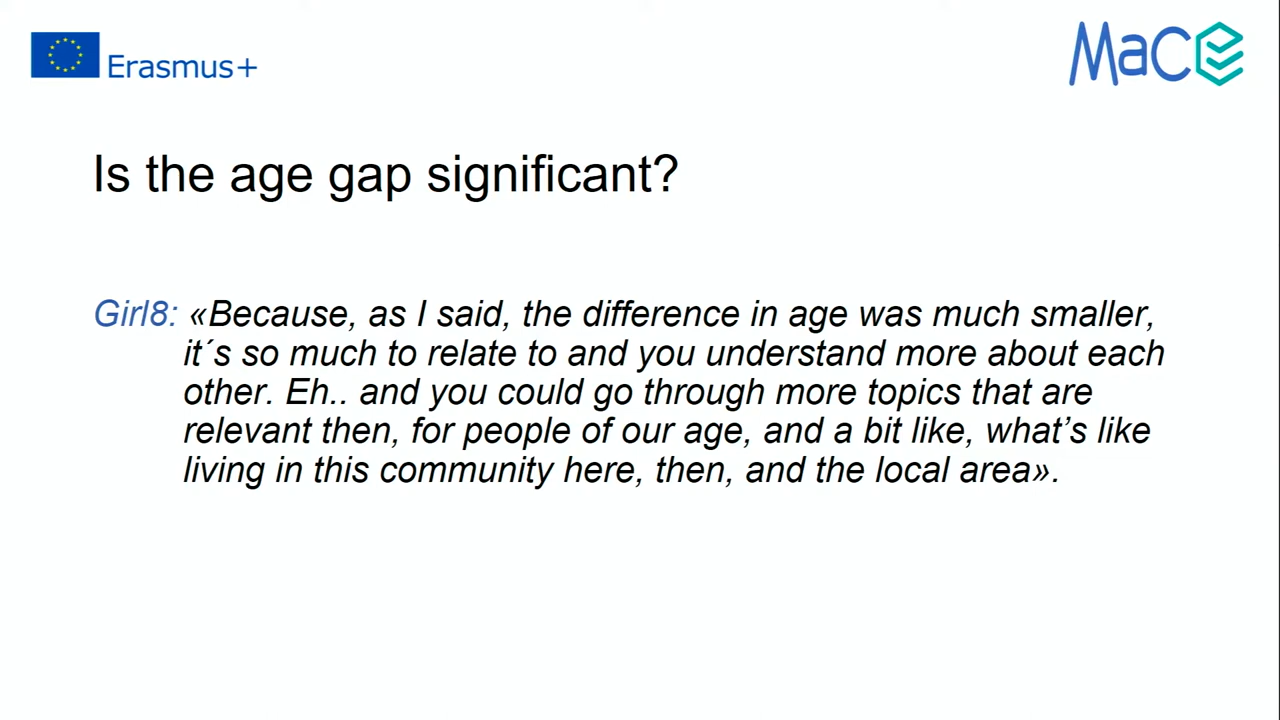 Erasmus+
MaCE
Is the age gap significant?
Girl8: «Because, as I said, the difference in age was much smaller,
it´s so much to relate to and you understand more about each
other. Eh.. and you could go through more topics that are
relevant then, for people of our age, and a bit like, what’s like
living in this community here, then, and the local area».